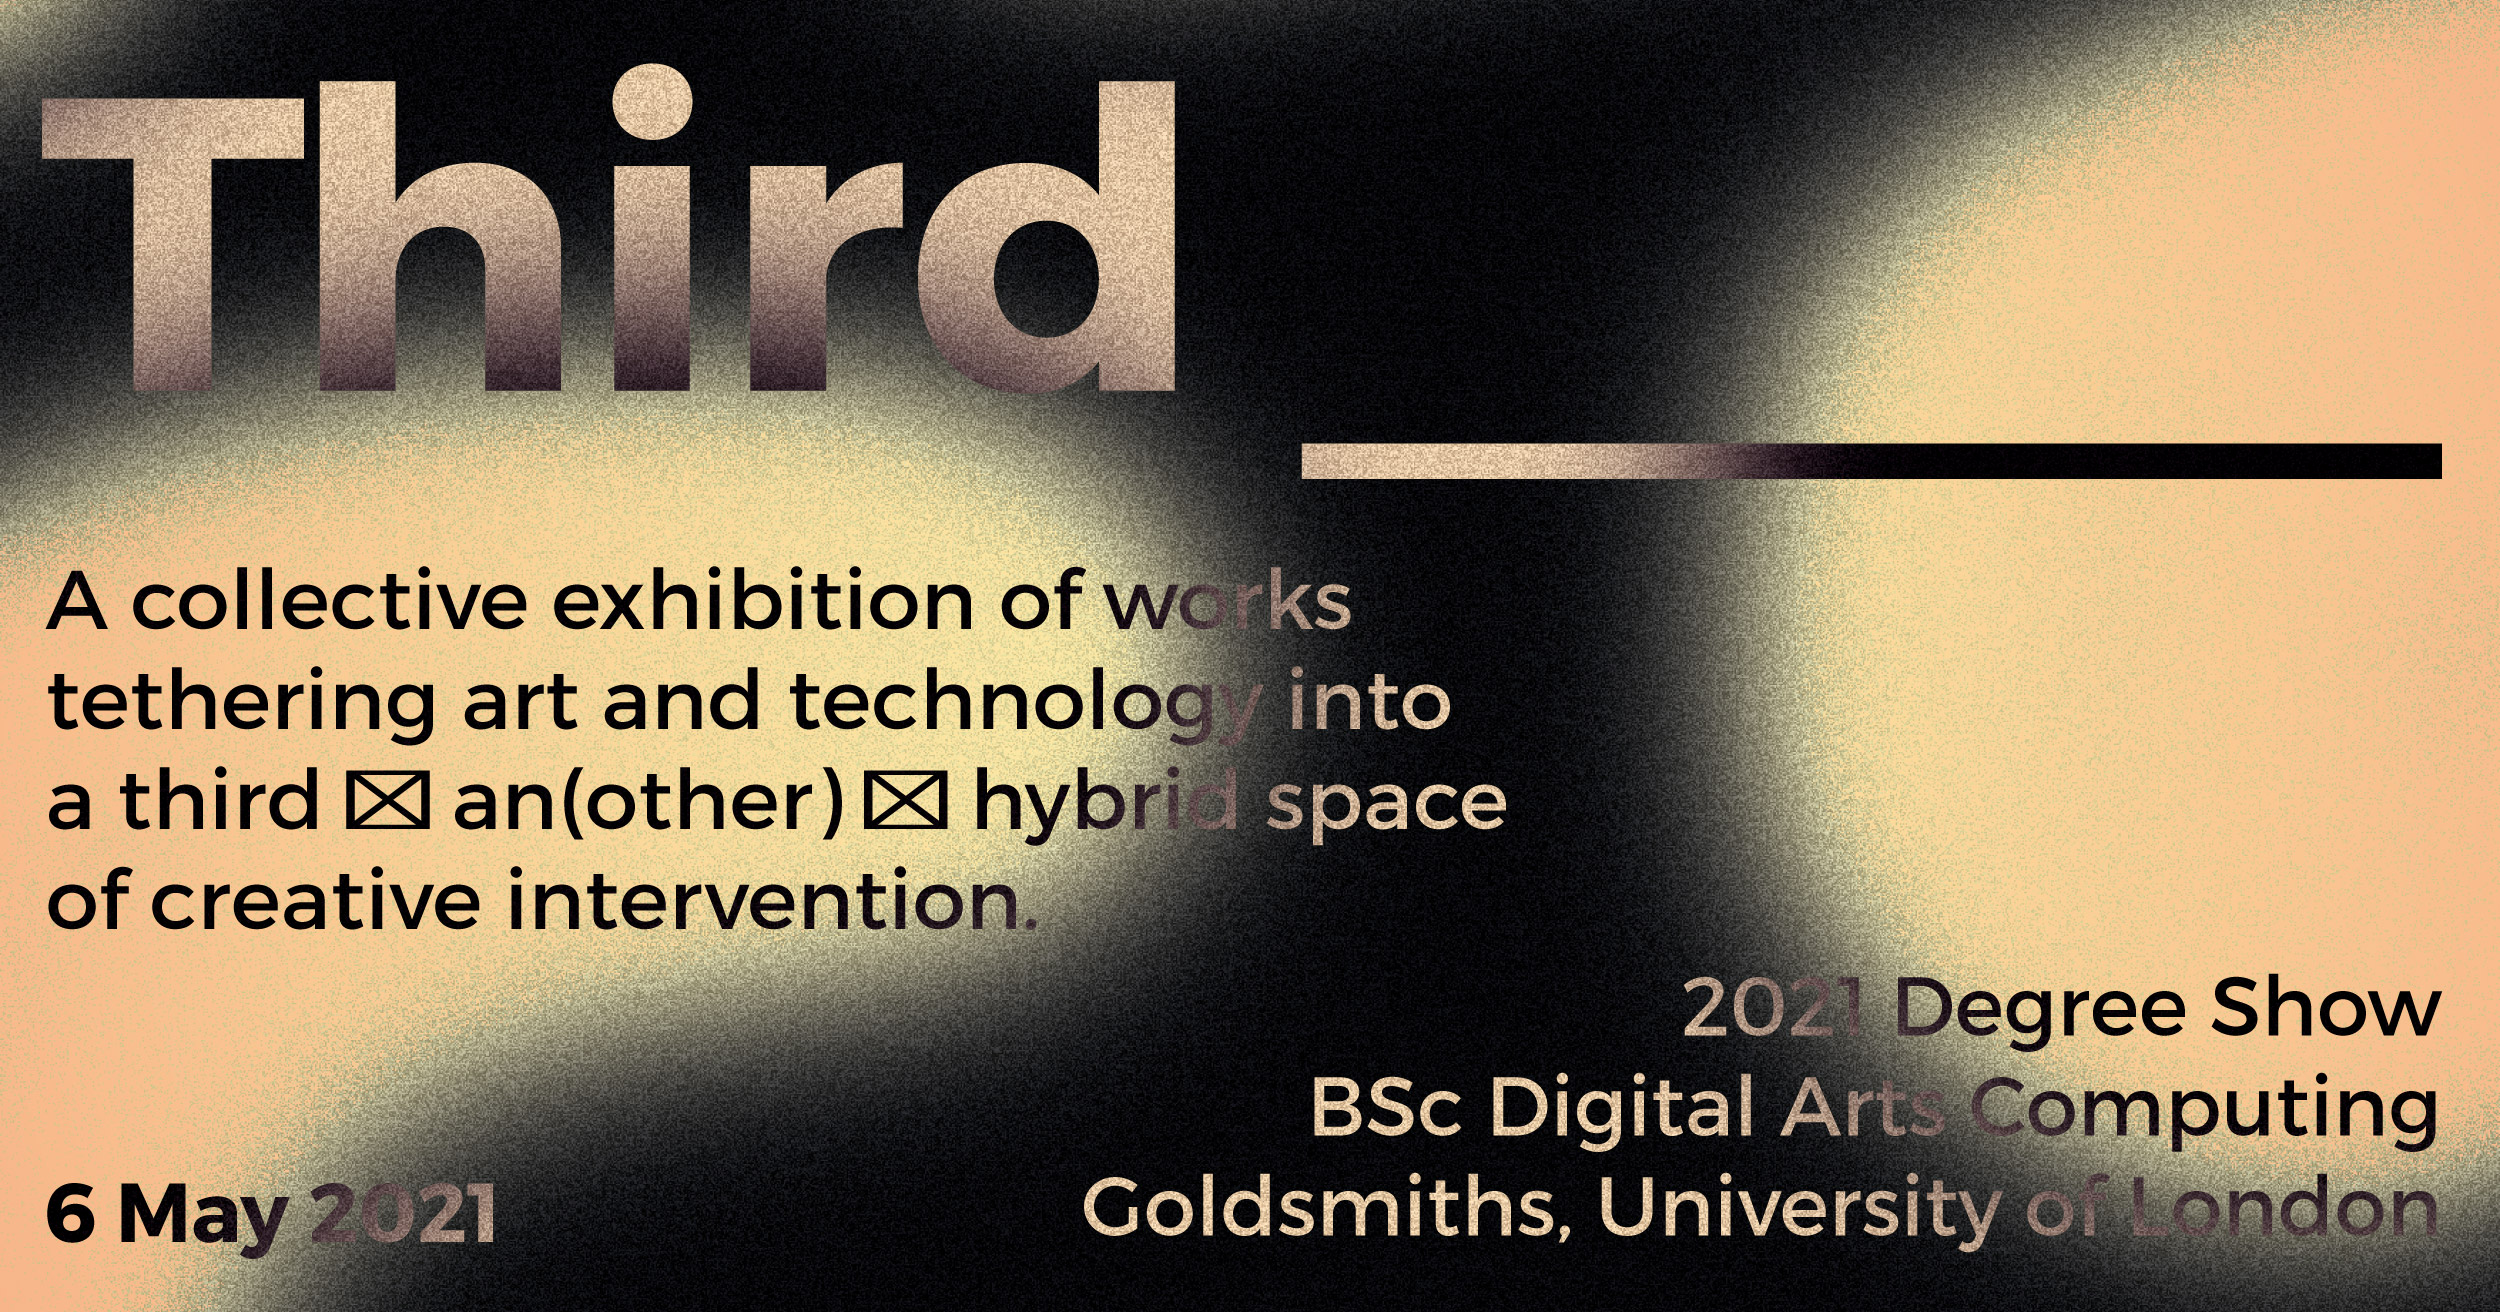 Third
A collective exhibition of works
tethering art and technology into
a third ☒ an(other) ☒ hybrid space
of creative intervention.
2021 Degree Show
BSc Digital Arts Computing
Goldsmiths, University of London
6 May 2021